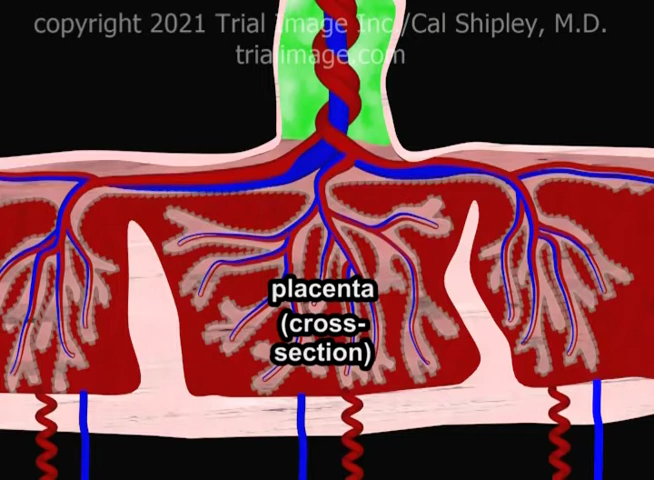 copyright 2021 Trial Image Inc/Cal Shipley, M.D.
trialimage.com
placenta
(cross-
section)